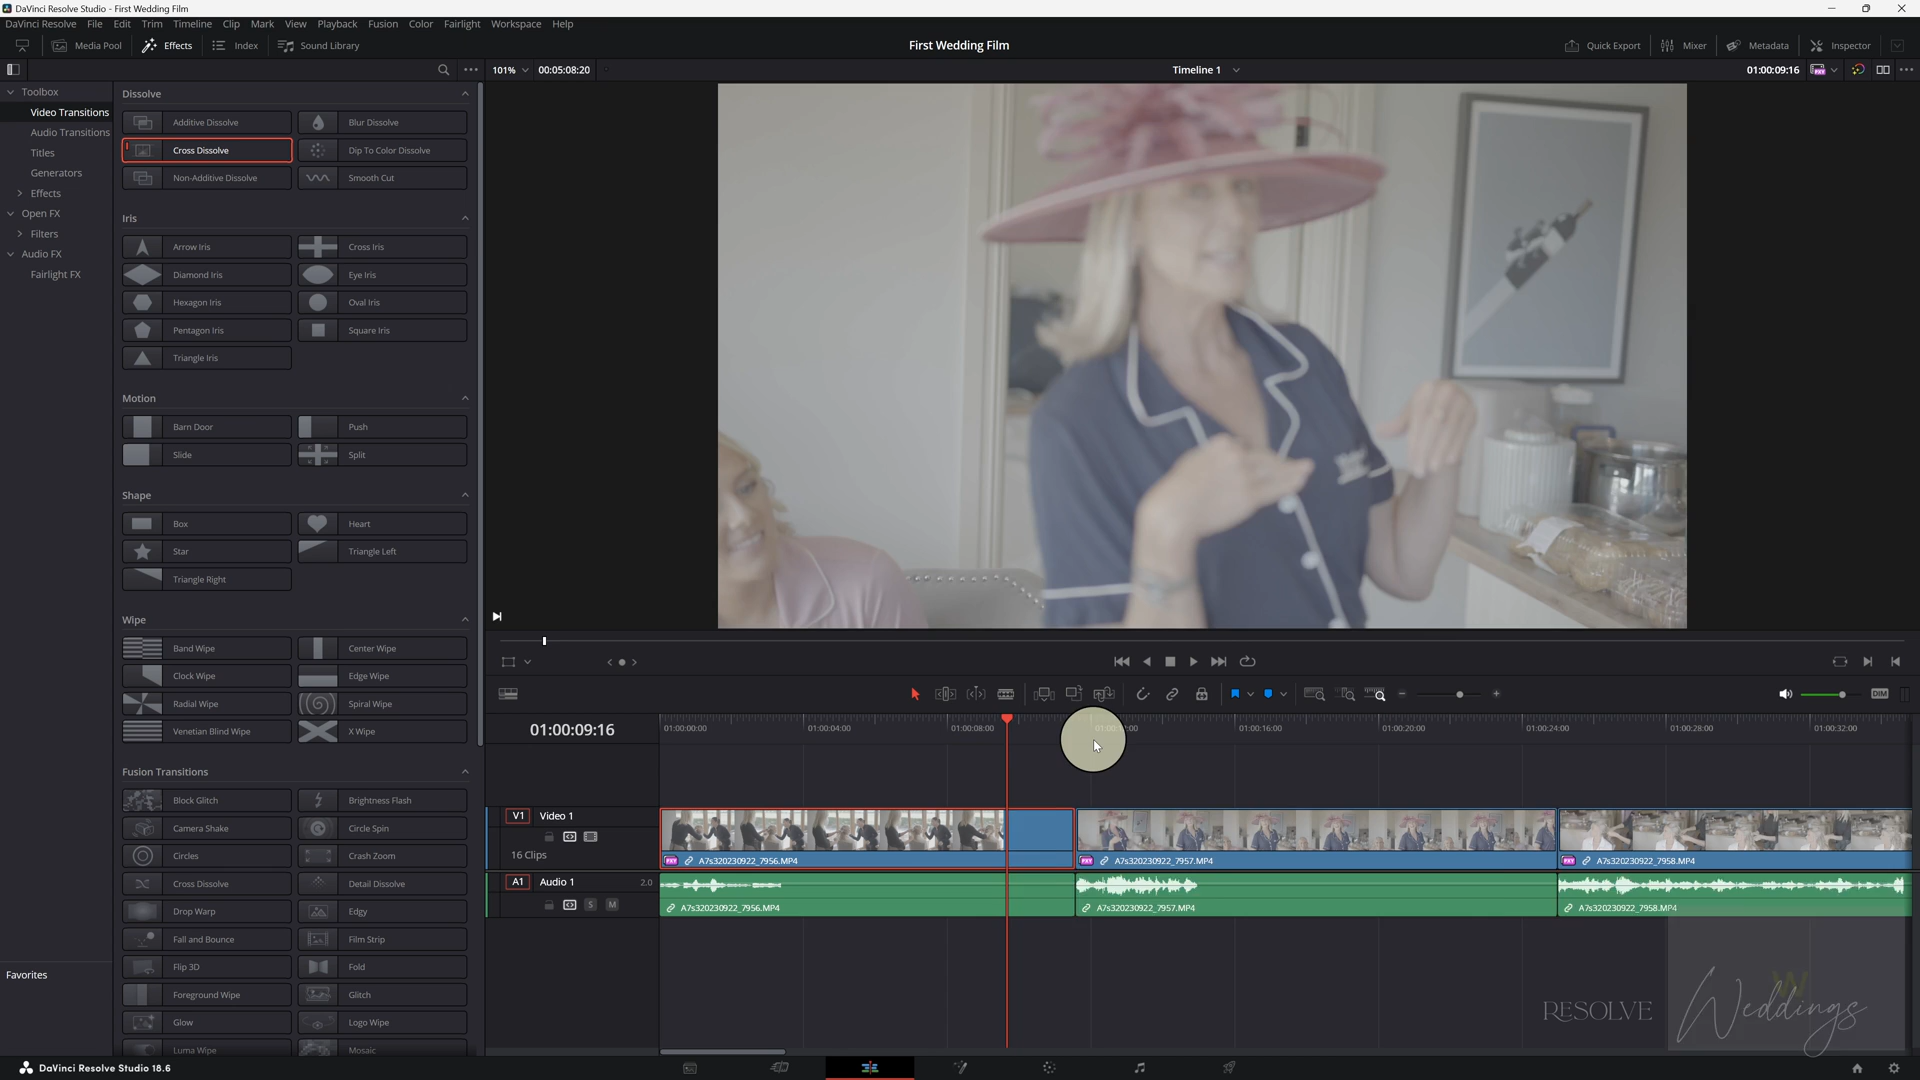 DaVinci Resolve Studio - First Wedding Film
DaVinci Resolve File Edit Trim Timeline Clip Mark View Playback Fusion Color Fairlight Workspace Help
Media Pool Effects Index Sound Library First Wedding Film Quick Export Mixer Metadata Inspector
101% 00:05:08:20 Timeline 1 01:00:09:16
Toolbox
Video Transitions
Audio Transitions
Titles
Generators
Effects
Open FX
Filters
Audio FX
Fairlight FX
Favorites
Dissolve
Additive Dissolve Blur Dissolve
Cross Dissolve Dip To Color Dissolve
Non-Additive Dissolve Smooth Cut
Iris
Arrow Iris Cross Iris
Diamond Iris Eye Iris
Hexagon Iris Oval Iris
Pentagon Iris Square Iris
Triangle Iris
Motion
Barn Door Push
Slide Split
Shape
Box Heart
Star Triangle Left
Triangle Right
Wipe
Band Wipe Center Wipe
Clock Wipe Edge Wipe
Radial Wipe Spiral Wipe
Venetian Blind Wipe X Wipe
Fusion Transitions
Block Glitch Brightness Flash
Camera Shake Circle Spin
Circles Crash Zoom
Cross Dissolve Detail Dissolve
Drop Warp Edgy
Fall and Bounce Film Strip
Flip 3D Fold
Foreground Wipe Glitch
Glow Logo Wipe
Luma Wipe Mosaic
DIM
01:00:09:16 01:00:00:00 01:00:04:00 01:00:08:00 01:00:16:00 01:00:20:00 01:00:24:00 01:00:28:00 01:00:32:00
V1 Video 1
16 Clips
A7s320230922_7956.MP4 A7s320230922_7957.MP4 A7s320230922_7958.MP4
A1 Audio 1 2.0
S M
A7s320230922_7956.MP4 A7s320230922_7957.MP4 A7s320230922_7958.MP4
RESOLVE Weddings
DaVinci Resolve Studio 18.6